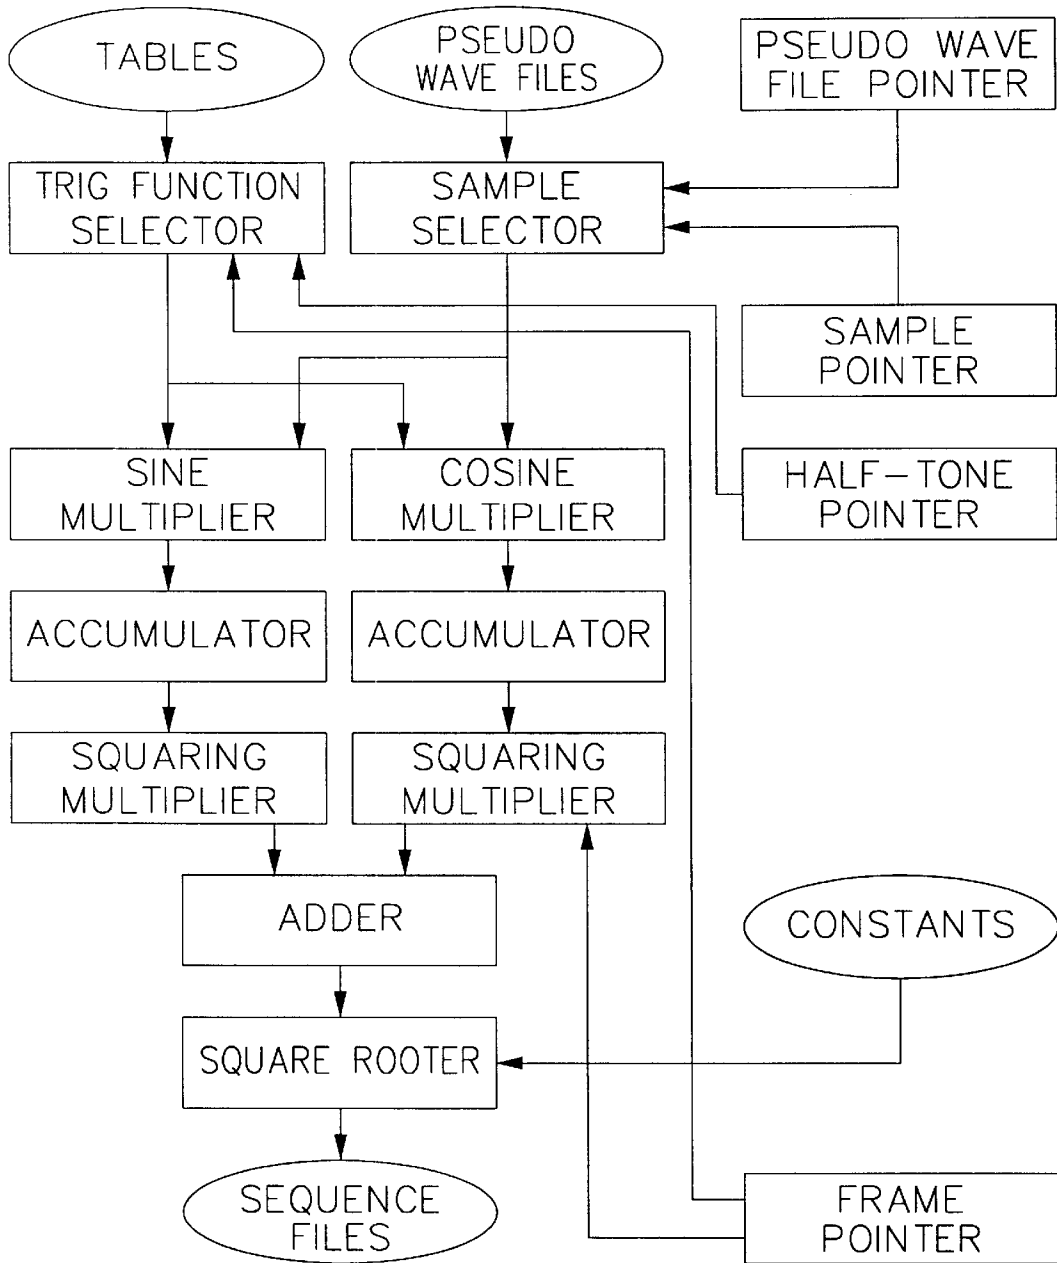 TABLES
PSEUDO
WAVE FILES
PSEUDO WAVE
FILE POINTER
TRIG FUNCTION
SELECTOR
SAMPLE
SELECTOR
SAMPLE
POINTER
SINE
MULTIPLIER
COSINE
MULTIPLIER
HALF-TONE
POINTER
ACCUMULATOR
ACCUMULATOR
SQUARING
MULTIPLIER
SQUARING
MULTIPLIER
ADDER
CONSTANTS
SQUARE ROOTER
SEQUENCE
FILES
FRAME
POINTER